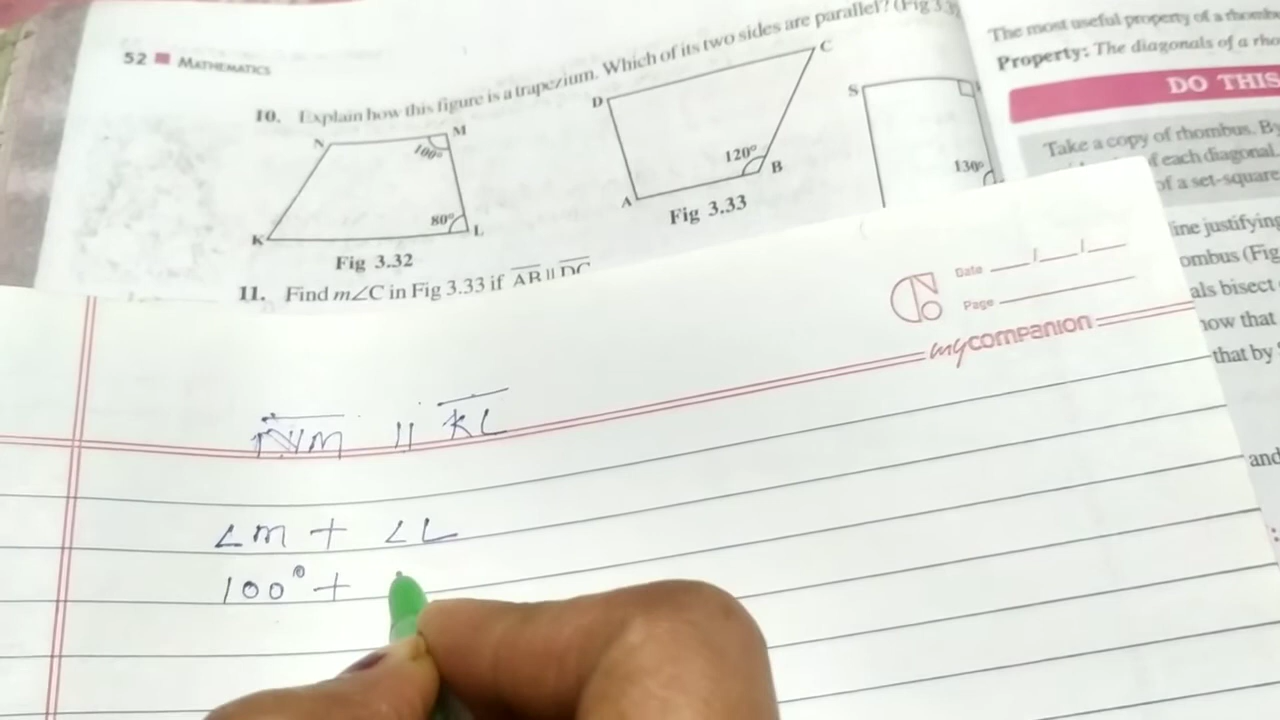 52 MATHEMATICS
10. Explain how this figure is a trapezium. Which of its two sides are parallel? (Fig 3.3
N M 100° 80° K L
Fig 3.32
D C 120° A B
Fig 3.33
S 130°
11. Find m∠C in Fig 3.33 if AB || DC
The most useful property of a
Property: The diagonals of a
DO THIS
Take a copy of rhombus. By
of each diagonal.
of a set-square
ine justifying
ombus (Fig
als bisect
now that
that by
and
Date __/__/__
Page
mycompanion
NM || KL
∠M + ∠L
100° +